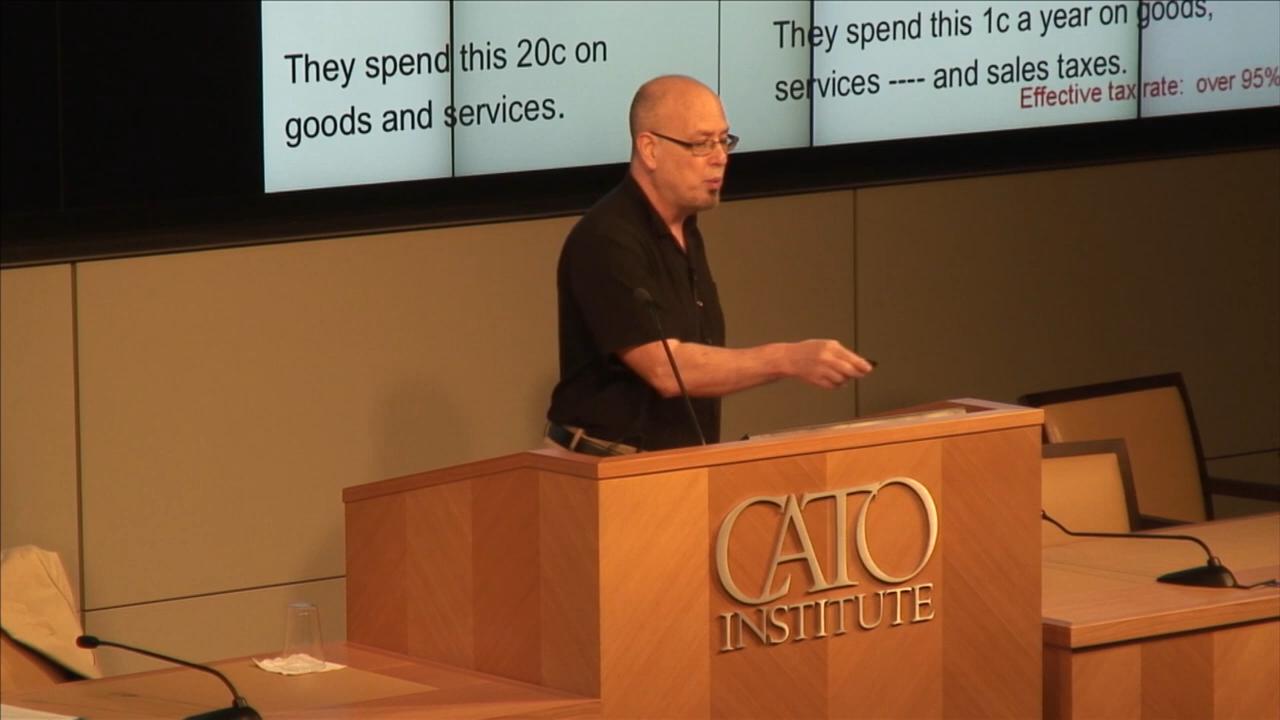 They spend this 20c on
goods and services.
They spend this 1c a year on goods,
services ---- and sales taxes.
Effective tax rate: over 95%
CATO
INSTITUTE